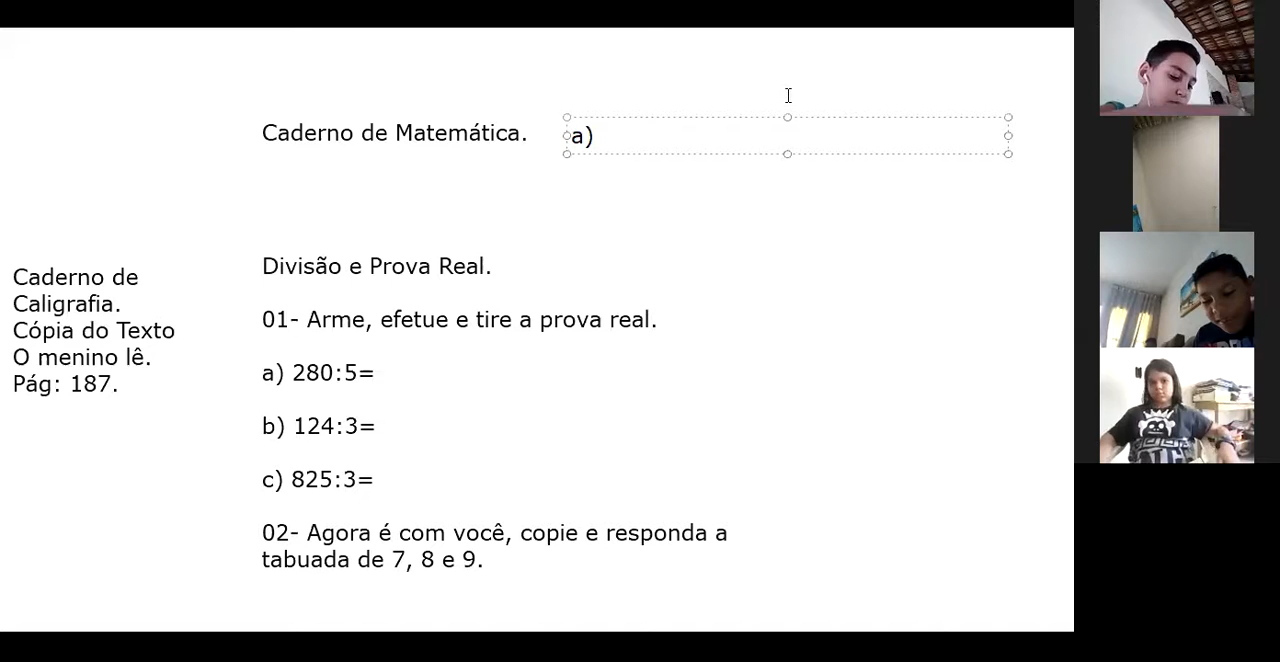 Caderno de Matemática.
a)
Caderno de
Caligrafia.
Cópia do Texto
O menino lê.
Pág: 187.
Divisão e Prova Real.
01- Arme, efetue e tire a prova real.
a) 280:5=
b) 124:3=
c) 825:3=
02- Agora é com você, copie e responda a
tabuada de 7, 8 e 9.